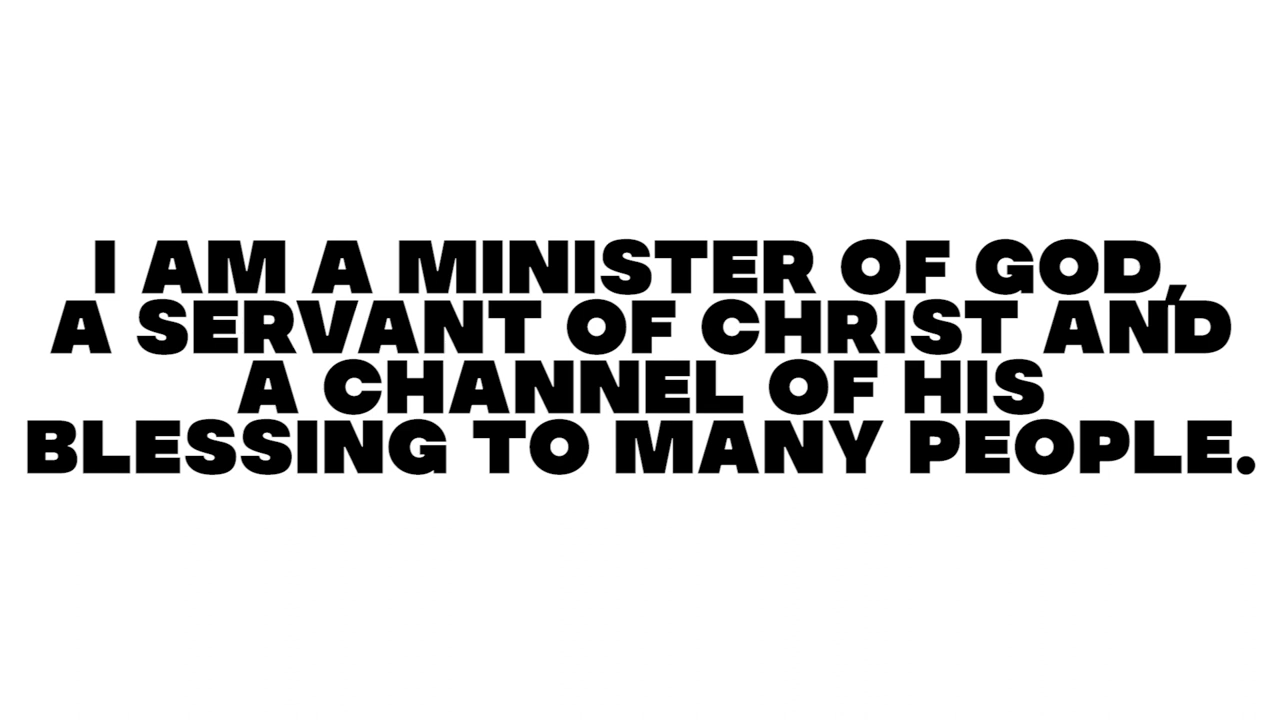 I AM A MINISTER OF GOD,
A SERVANT OF CHRIST AND
A CHANNEL OF HIS
BLESSING TO MANY PEOPLE.